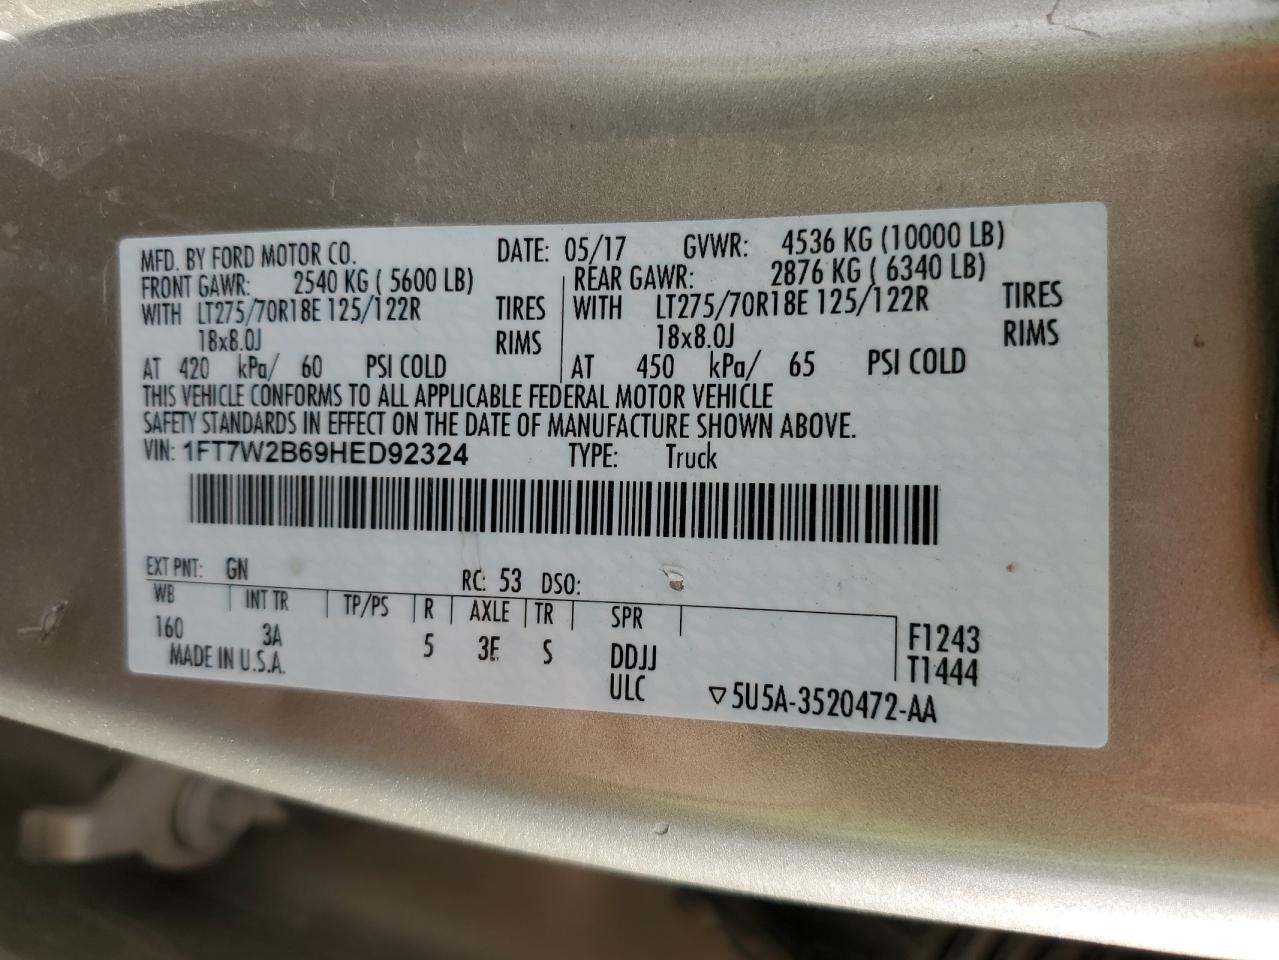 MFD. BY FORD MOTOR CO. DATE: 05/17 GVWR: 4536 KG (10000 LB)
FRONT GAWR: 2540 KG ( 5600 LB) REAR GAWR: 2876 KG ( 6340 LB)
WITH LT275/70R18E 125/122R TIRES WITH LT275/70R18E 125/122R TIRES
18x8.0J RIMS 18x8.0J RIMS
AT 420 kPa/ 60 PSI COLD AT 450 kPa/ 65 PSI COLD
THIS VEHICLE CONFORMS TO ALL APPLICABLE FEDERAL MOTOR VEHICLE
SAFETY STANDARDS IN EFFECT ON THE DATE OF MANUFACTURE SHOWN ABOVE.
VIN: 1FT7W2B69HED92324 TYPE: Truck
EXT PNT: GN RC: 53 DSO:
WB INT TR TP/PS R AXLE TR SPR
160 3A 5 3E S DDJJ F1243
MADE IN U.S.A. ULC T1444
▽5U5A-3520472-AA